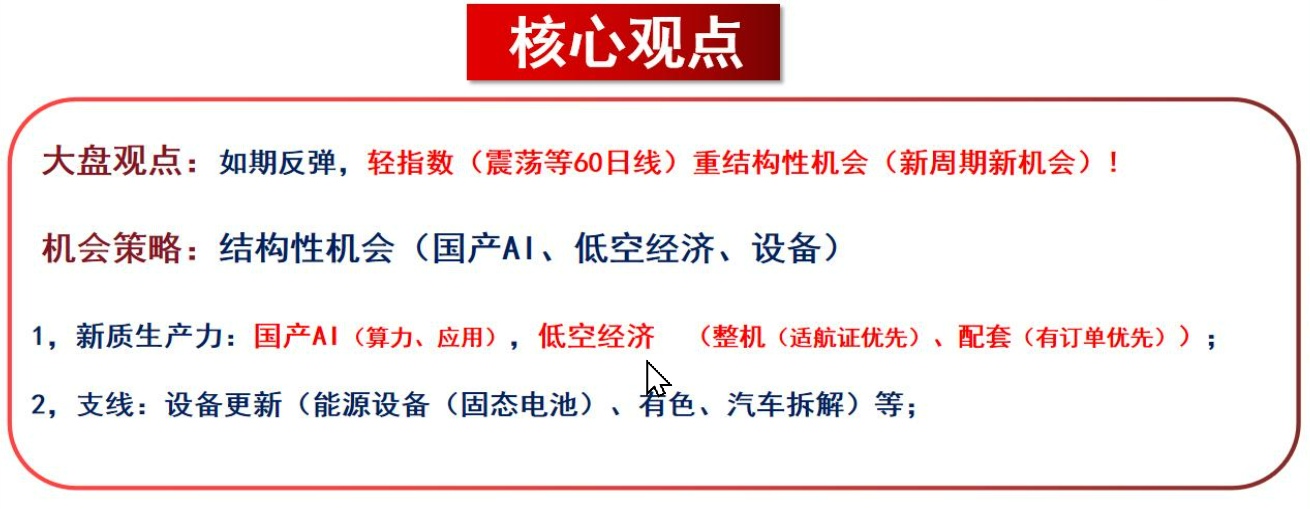 核心观点
大盘观点：如期反弹，轻指数（震荡等60日线）重结构性机会（新周期新机会）！
机会策略：结构性机会（国产AI、低空经济、设备）
1，新质生产力：国产AI（算力、应用），低空经济 （整机（适航证优先）、配套（有订单优先））；
2，支线：设备更新（能源设备（固态电池）、有色、汽车拆解）等；